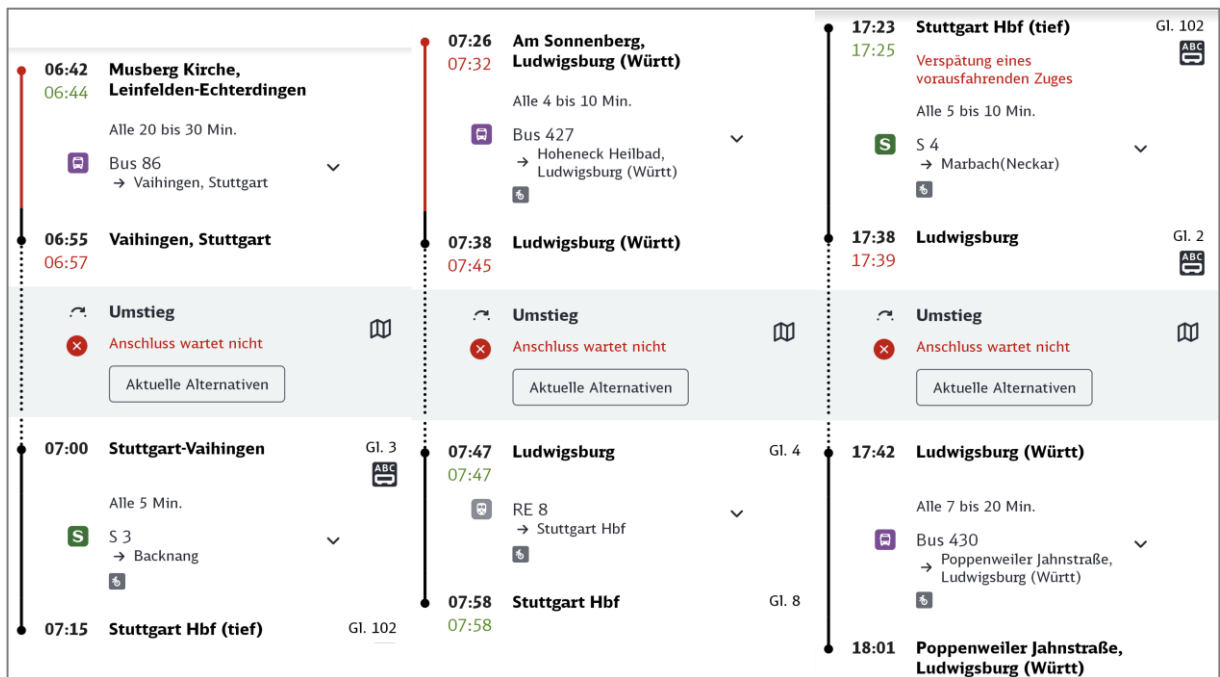 06:42 Musberg Kirche,
06:44 Leinfelden-Echterdingen
Alle 20 bis 30 Min.
Bus 86
→ Vaihingen, Stuttgart
06:55 Vaihingen, Stuttgart
06:57
Umstieg
Anschluss wartet nicht
Aktuelle Alternativen
07:00 Stuttgart-Vaihingen Gl. 3
ABC
Alle 5 Min.
S S 3
→ Backnang
07:15 Stuttgart Hbf (tief) Gl. 102
07:26 Am Sonnenberg,
07:32 Ludwigsburg (Württ)
Alle 4 bis 10 Min.
Bus 427
→ Hoheneck Heilbad,
Ludwigsburg (Württ)
07:38 Ludwigsburg (Württ)
07:45
Umstieg
Anschluss wartet nicht
Aktuelle Alternativen
07:47 Ludwigsburg Gl. 4
07:47
RE 8
→ Stuttgart Hbf
07:58 Stuttgart Hbf Gl. 8
07:58
17:23 Stuttgart Hbf (tief) Gl. 102
17:25 ABC
Verspätung eines
vorausfahrenden Zuges
Alle 5 bis 10 Min.
S S 4
→ Marbach(Neckar)
17:38 Ludwigsburg Gl. 2
17:39 ABC
Umstieg
Anschluss wartet nicht
Aktuelle Alternativen
17:42 Ludwigsburg (Württ)
Alle 7 bis 20 Min.
Bus 430
→ Poppenweiler Jahnstraße,
Ludwigsburg (Württ)
18:01 Poppenweiler Jahnstraße,
Ludwigsburg (Württ)